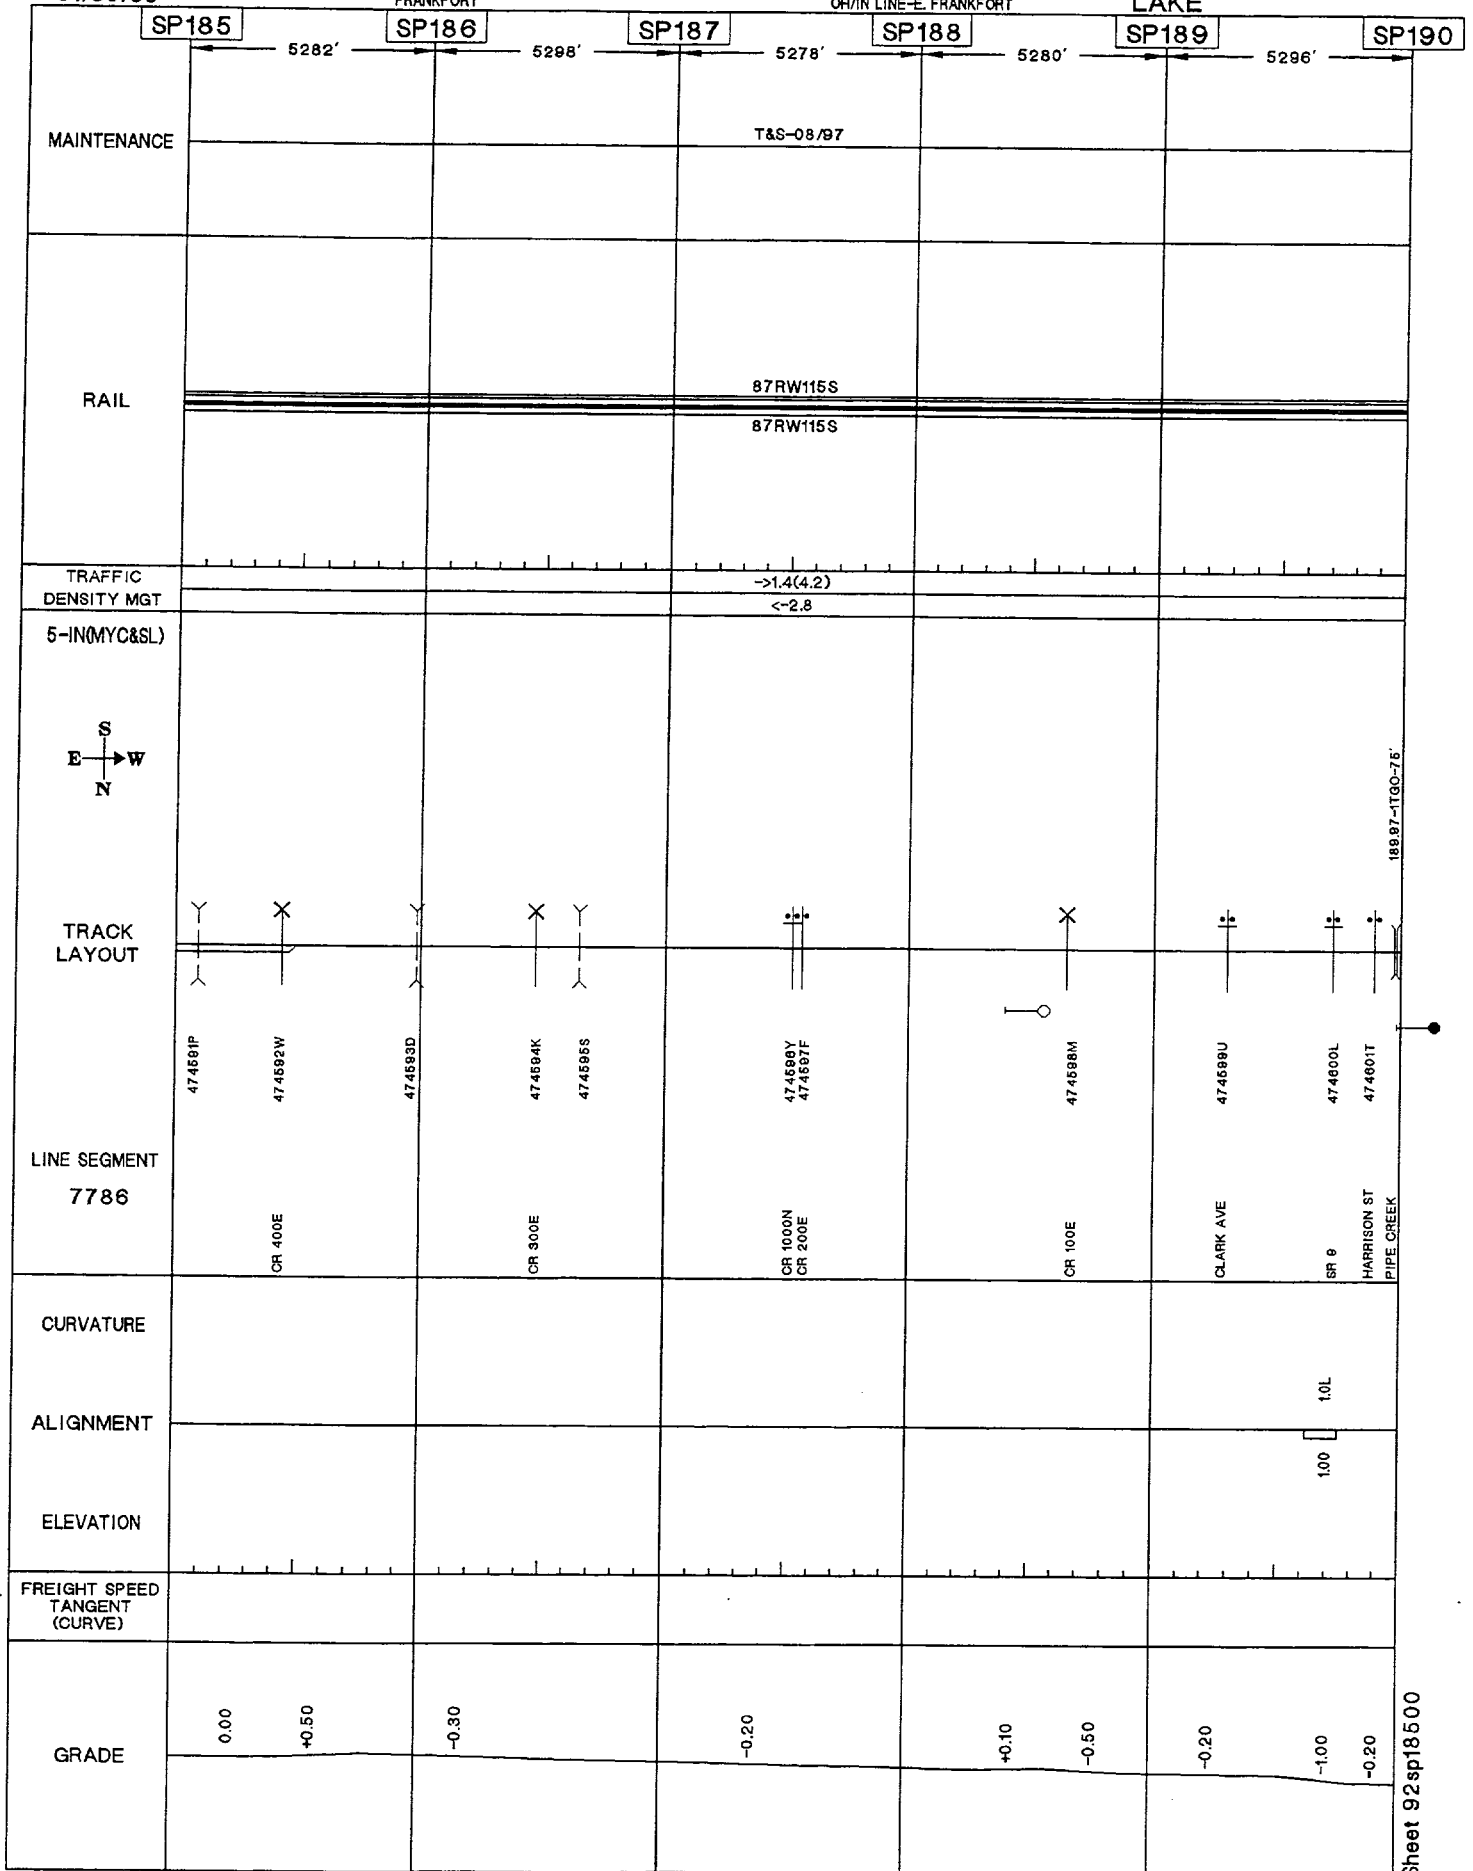 FRANKFORT
OH/IN LINE-E. FRANKFORT
LAKE
SP185
SP186
SP187
SP188
SP189
SP190
5282'
5298'
5278'
5280'
5296'
MAINTENANCE
T&S-08/97
RAIL
87RW115S
87RW115S
TRAFFIC
DENSITY MGT
->1.4(4.2)
<-2.8
5-IN(MYC&SL)
S
E
W
N
189.97-1TGO-75'
TRACK
LAYOUT
474591P
474592W
474593D
474594K
474595S
474596Y
474597F
474598M
474599U
474600L
474601T
LINE SEGMENT
7786
CR 400E
CR 300E
CR 1000N
CR 200E
CR 100E
CLARK AVE
SR 9
HARRISON ST
PIPE CREEK
CURVATURE
1.0L
ALIGNMENT
1.00
ELEVATION
FREIGHT SPEED
TANGENT
(CURVE)
GRADE
0.00
+0.50
-0.30
-0.20
+0.10
-0.50
-0.20
-1.00
-0.20
Sheet 92sp18500